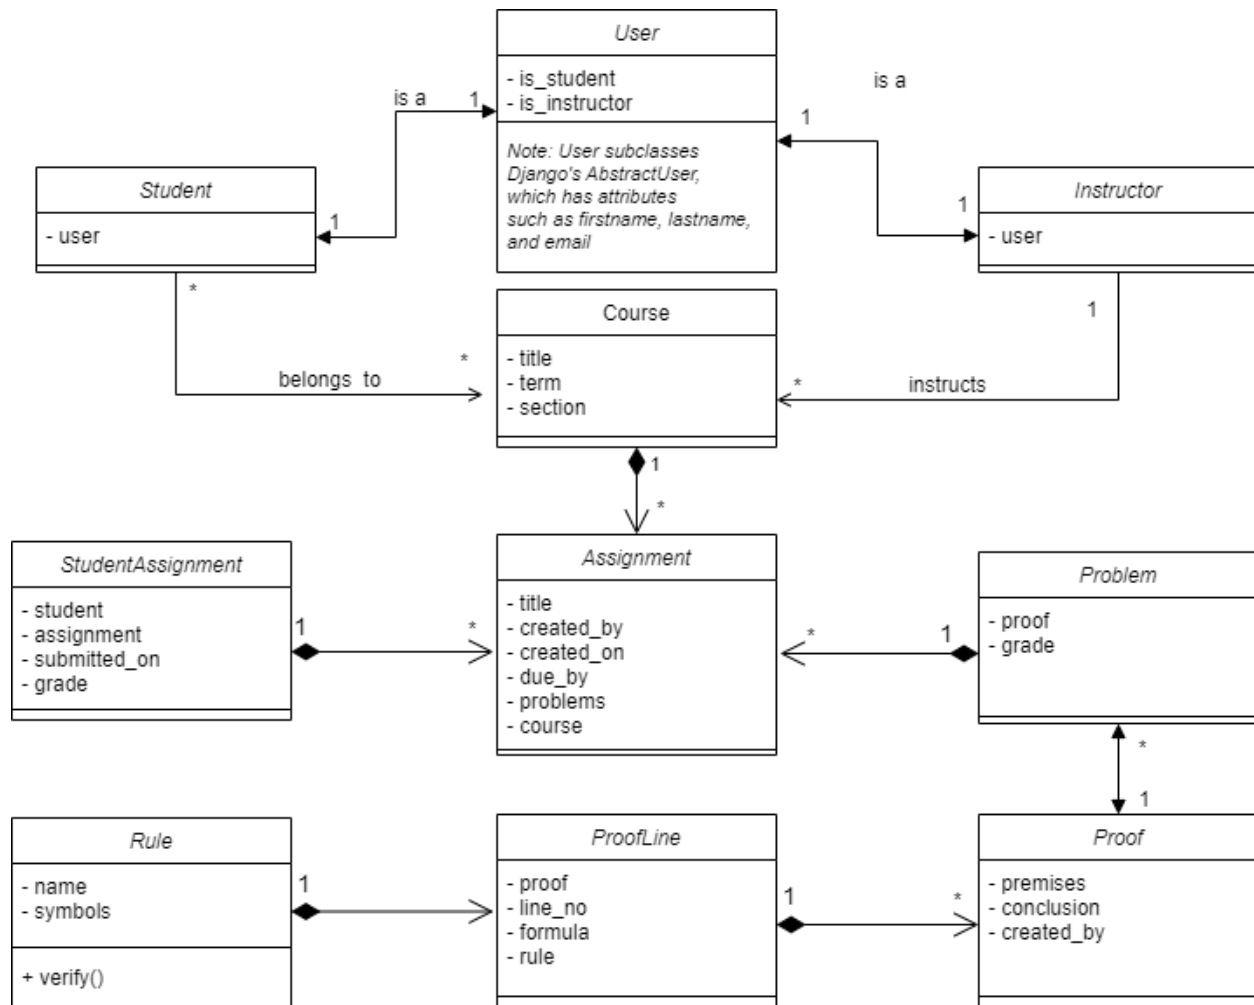 User
- is_student
- is_instructor
Note: User subclasses
Django's AbstractUser,
which has attributes
such as firstname, lastname,
and email
is a
1
is a
1
Student
- user
1
Instructor
- user
1
*
1
Course
- title
- term
- section
*
belongs to
*
instructs
1
*
StudentAssignment
- student
- assignment
- submitted_on
- grade
1
*
Assignment
- title
- created_by
- created_on
- due_by
- problems
- course
*
1
Problem
- proof
- grade
*
1
Rule
- name
- symbols
+ verify()
1
ProofLine
- proof
- line_no
- formula
- rule
1
*
Proof
- premises
- conclusion
- created_by